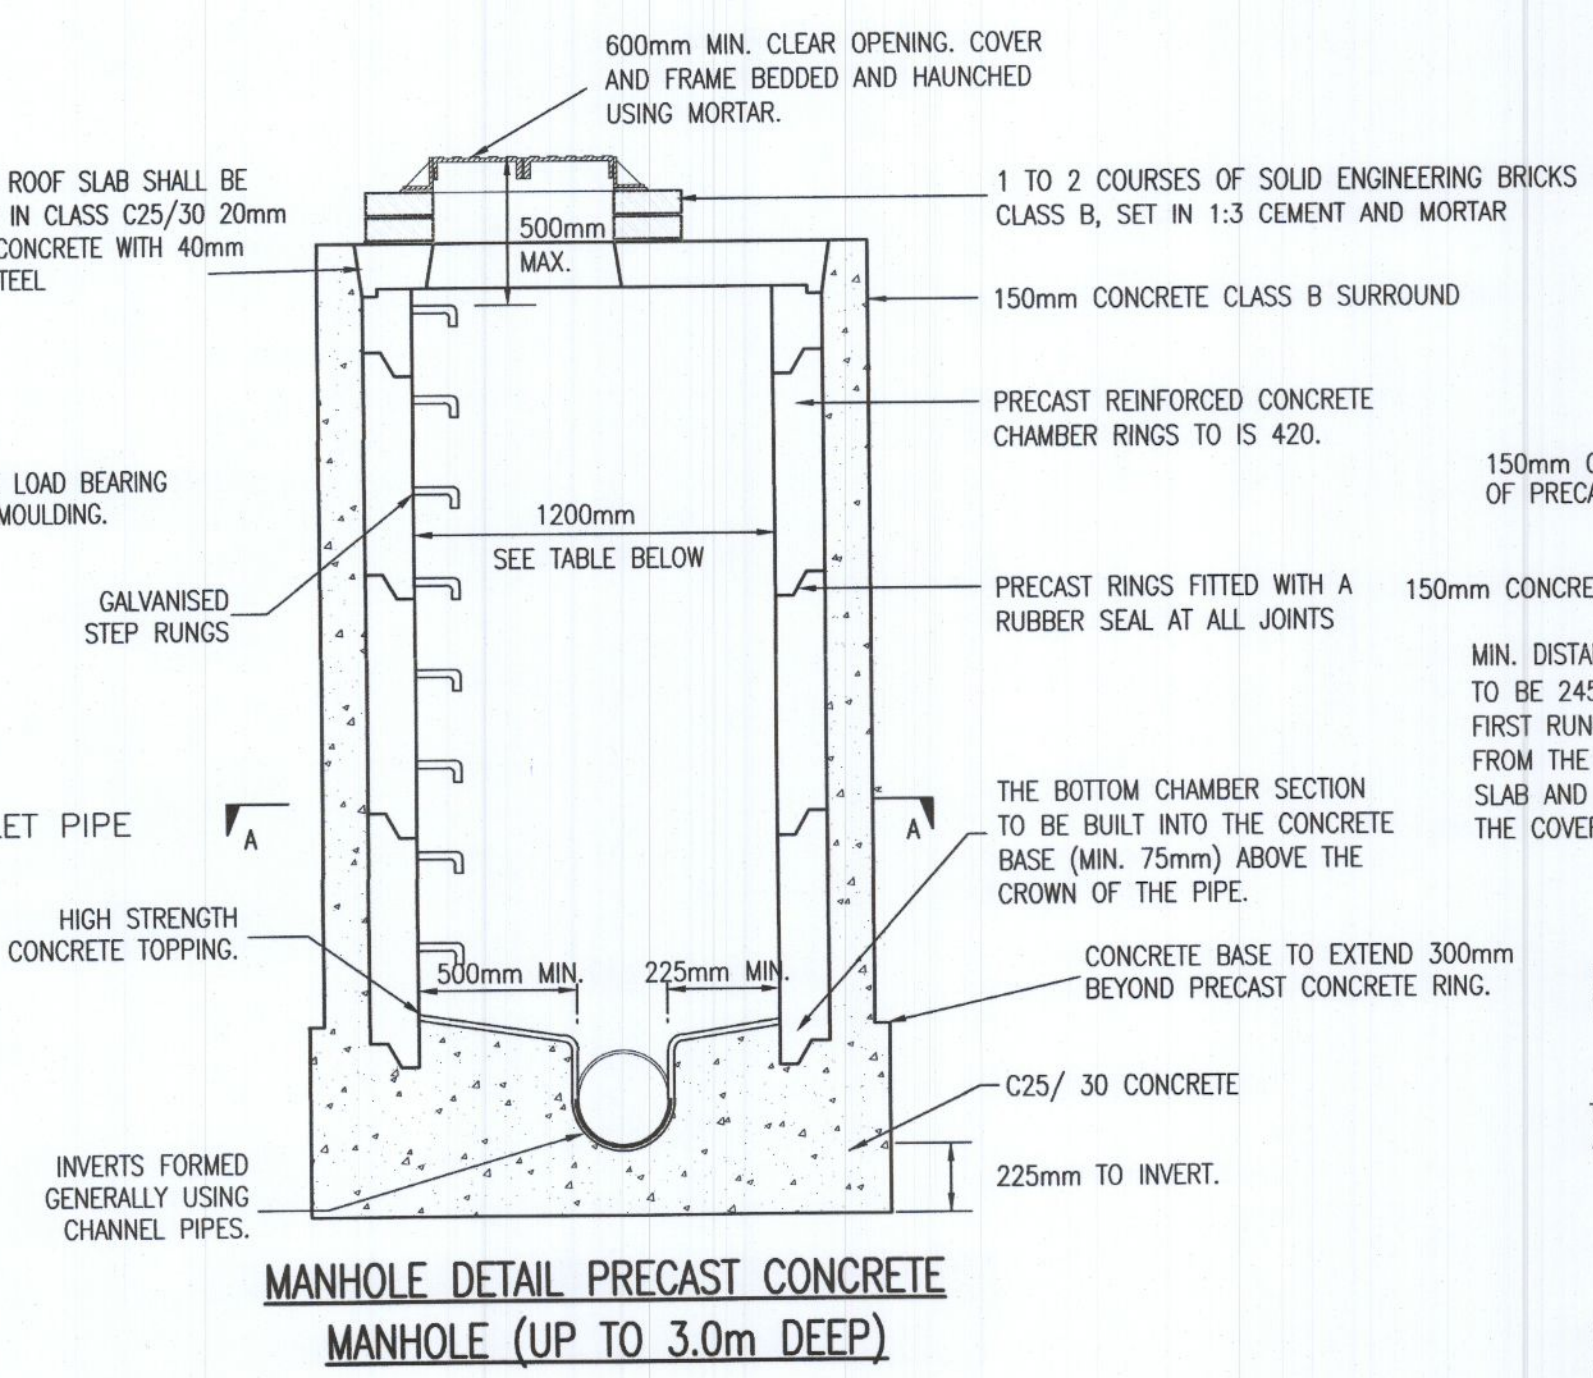 600mm MIN. CLEAR OPENING. COVER
AND FRAME BEDDED AND HAUNCHED
USING MORTAR.
ROOF SLAB SHALL BE
IN CLASS C25/30 20mm
CONCRETE WITH 40mm
1 TO 2 COURSES OF SOLID ENGINEERING BRICKS
CLASS B, SET IN 1:3 CEMENT AND MORTAR
500mm
MAX.
150mm CONCRETE CLASS B SURROUND
PRECAST REINFORCED CONCRETE
CHAMBER RINGS TO IS 420.
LOAD BEARING
MOULDING.
150mm
OF
1200mm
SEE TABLE BELOW
GALVANISED
STEP RUNGS
PRECAST RINGS FITTED WITH A
RUBBER SEAL AT ALL JOINTS
150mm
MIN.
TO BE
FIRST
FROM THE
SLAB AND
THE
PIPE
A
A
THE BOTTOM CHAMBER SECTION
TO BE BUILT INTO THE CONCRETE
BASE (MIN. 75mm) ABOVE THE
CROWN OF THE PIPE.
HIGH STRENGTH
CONCRETE TOPPING.
500mm MIN.
225mm MIN.
CONCRETE BASE TO EXTEND 300mm
BEYOND PRECAST CONCRETE RING.
C25/ 30 CONCRETE
INVERTS FORMED
GENERALLY USING
CHANNEL PIPES.
225mm TO INVERT.
MANHOLE DETAIL PRECAST CONCRETE
MANHOLE (UP TO 3.0m DEEP)